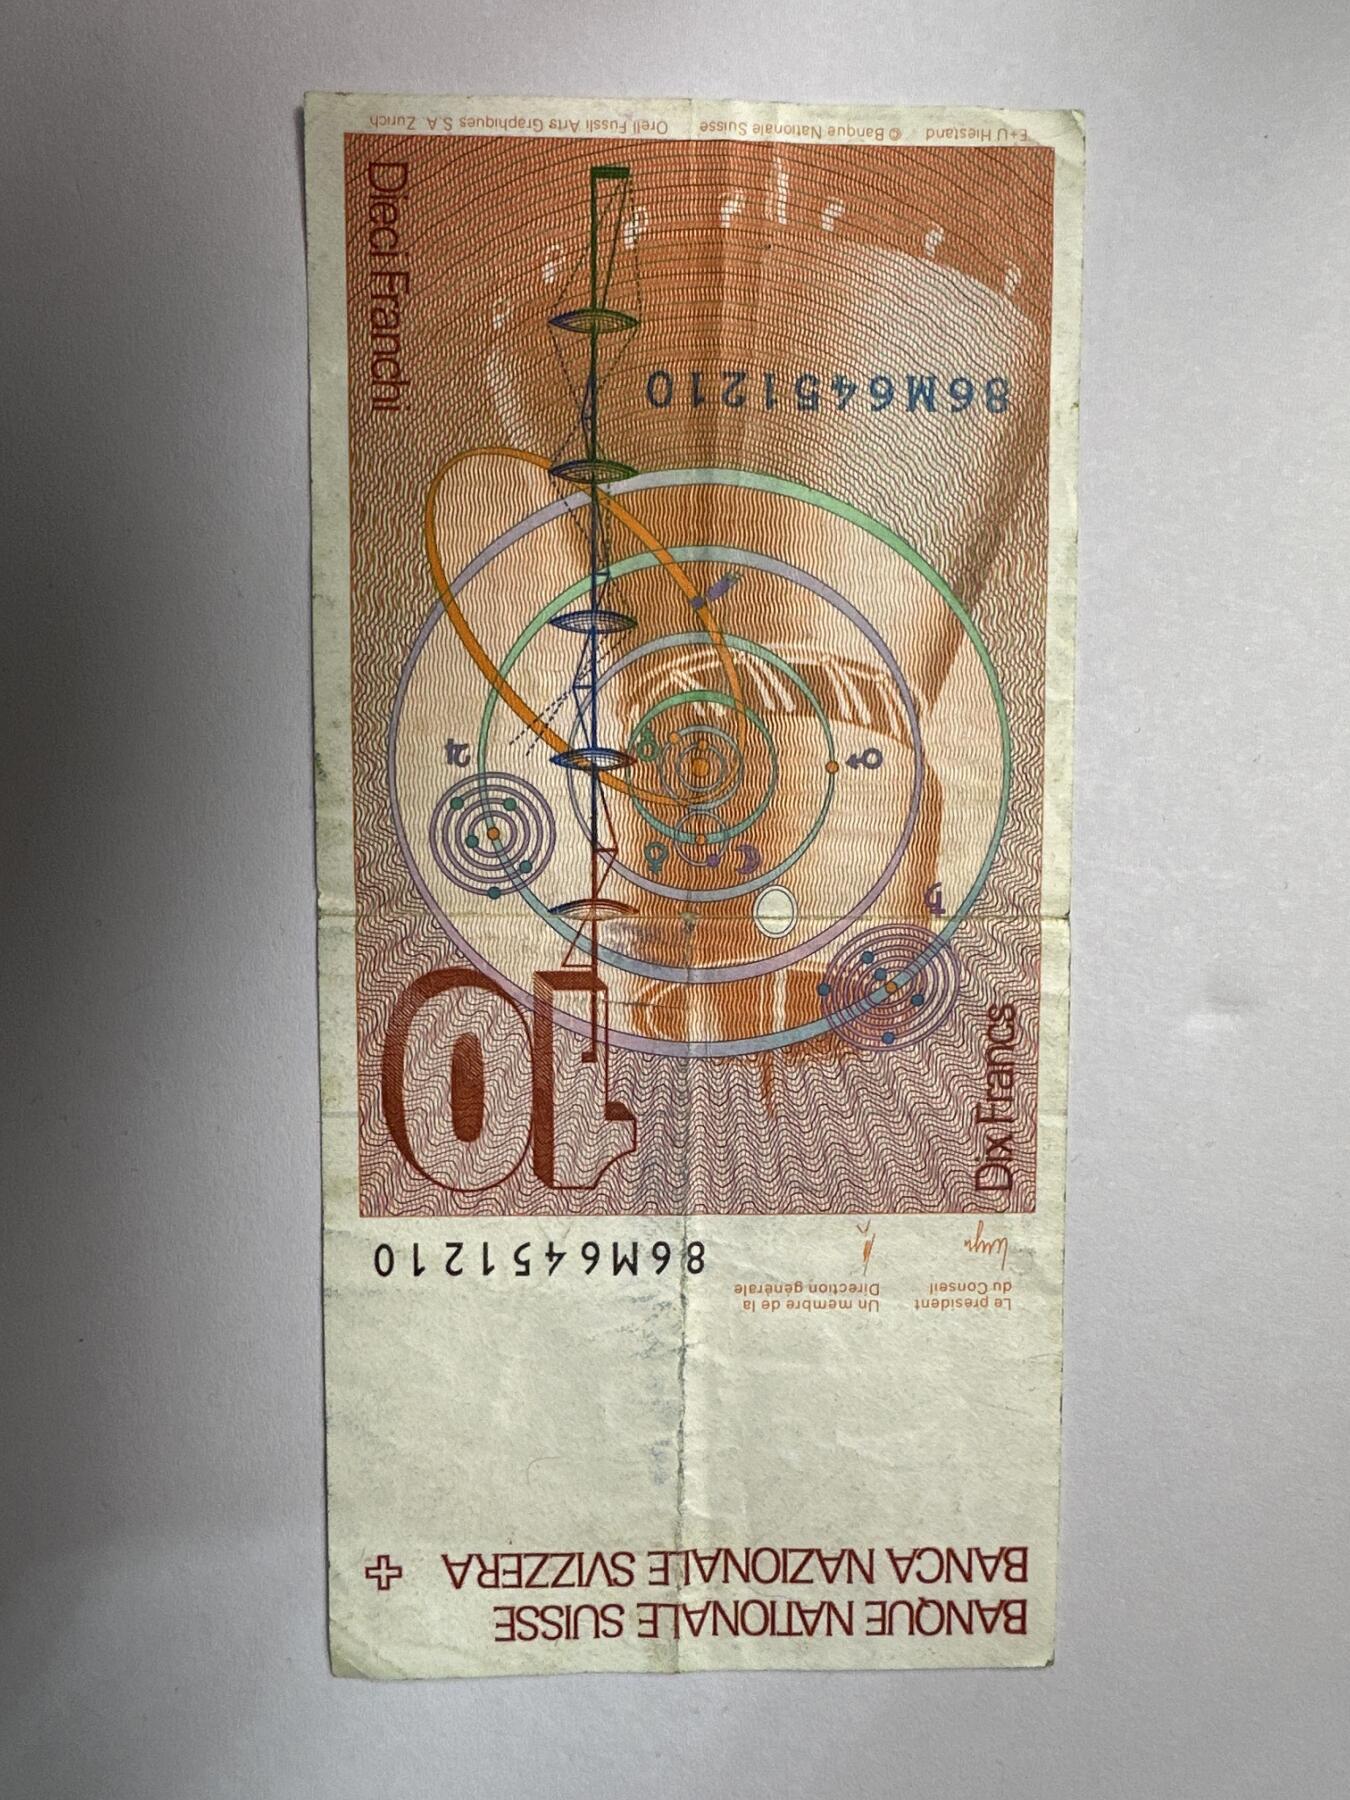 BANQUE NATIONALE SUISSE
BANCA NAZIONALE SVIZZERA
Le président
du Conseil
Un membre de la
Direction générale
86M6451210
Dix Francs
10
86M6451210
Dieci Franchi
E+U Hiestand © Banque Nationale Suisse Orell Füssli Arts Graphiques S.A. Zurich